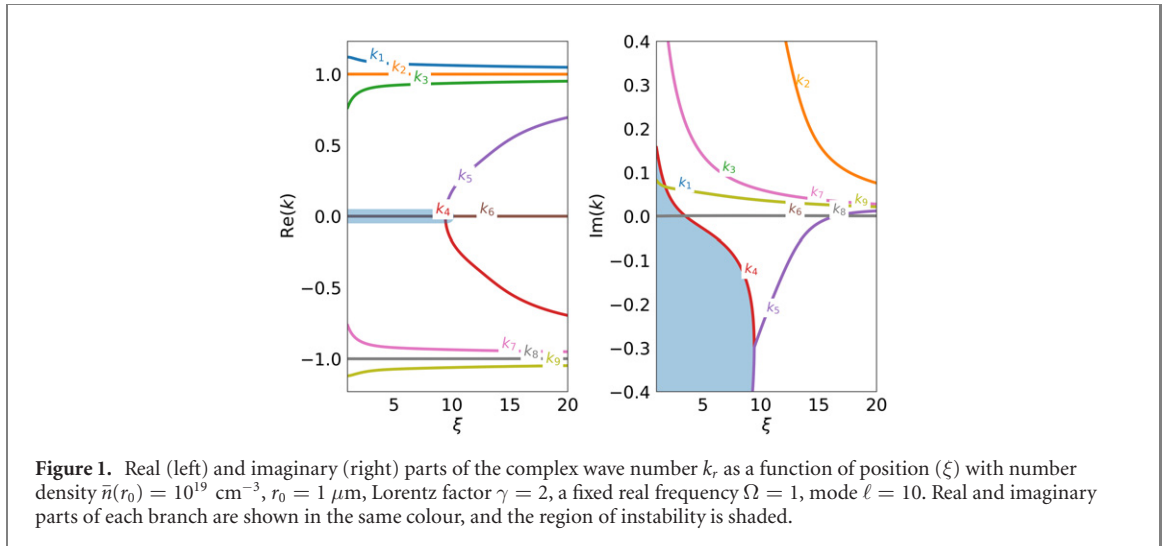 1.0
0.5
0.0
−0.5
−1.0
Re(k)
5 10 15 20
ξ
k1
k2
k3
k4
k5
k6
k7
k8
k9
0.4
0.3
0.2
0.1
0.0
−0.1
−0.2
−0.3
−0.4
Im(k)
5 10 15 20
ξ
k2
k3
k1
k7
k9
k6
k8
k4
k5
Figure 1. Real (left) and imaginary (right) parts of the complex wave number kᵣ as a function of position (ξ) with number
density n̄(r₀) = 10¹⁹ cm⁻³, r₀ = 1 μm, Lorentz factor γ = 2, a fixed real frequency Ω = 1, mode ℓ = 10. Real and imaginary
parts of each branch are shown in the same colour, and the region of instability is shaded.